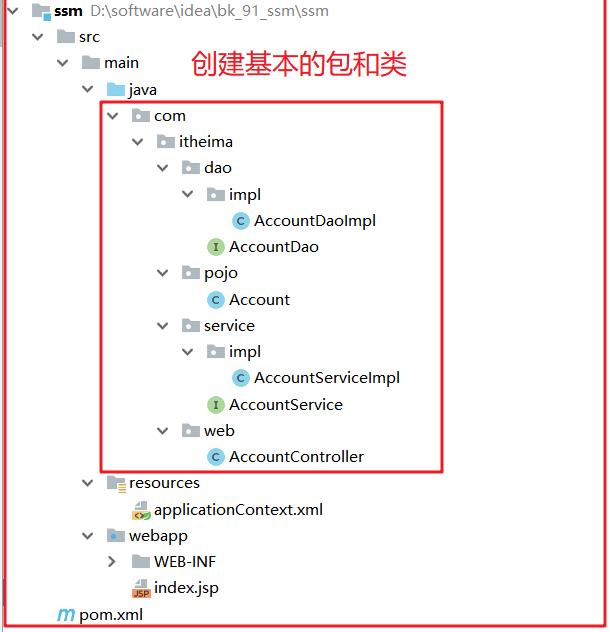 ssm D:\software\idea\bk_91_ssm\ssm
src
main
创建基本的包和类
java
com
itheima
dao
impl
C AccountDaoImpl
I AccountDao
pojo
C Account
service
impl
C AccountServiceImpl
I AccountService
web
C AccountController
resources
applicationContext.xml
webapp
WEB-INF
JSP index.jsp
m pom.xml